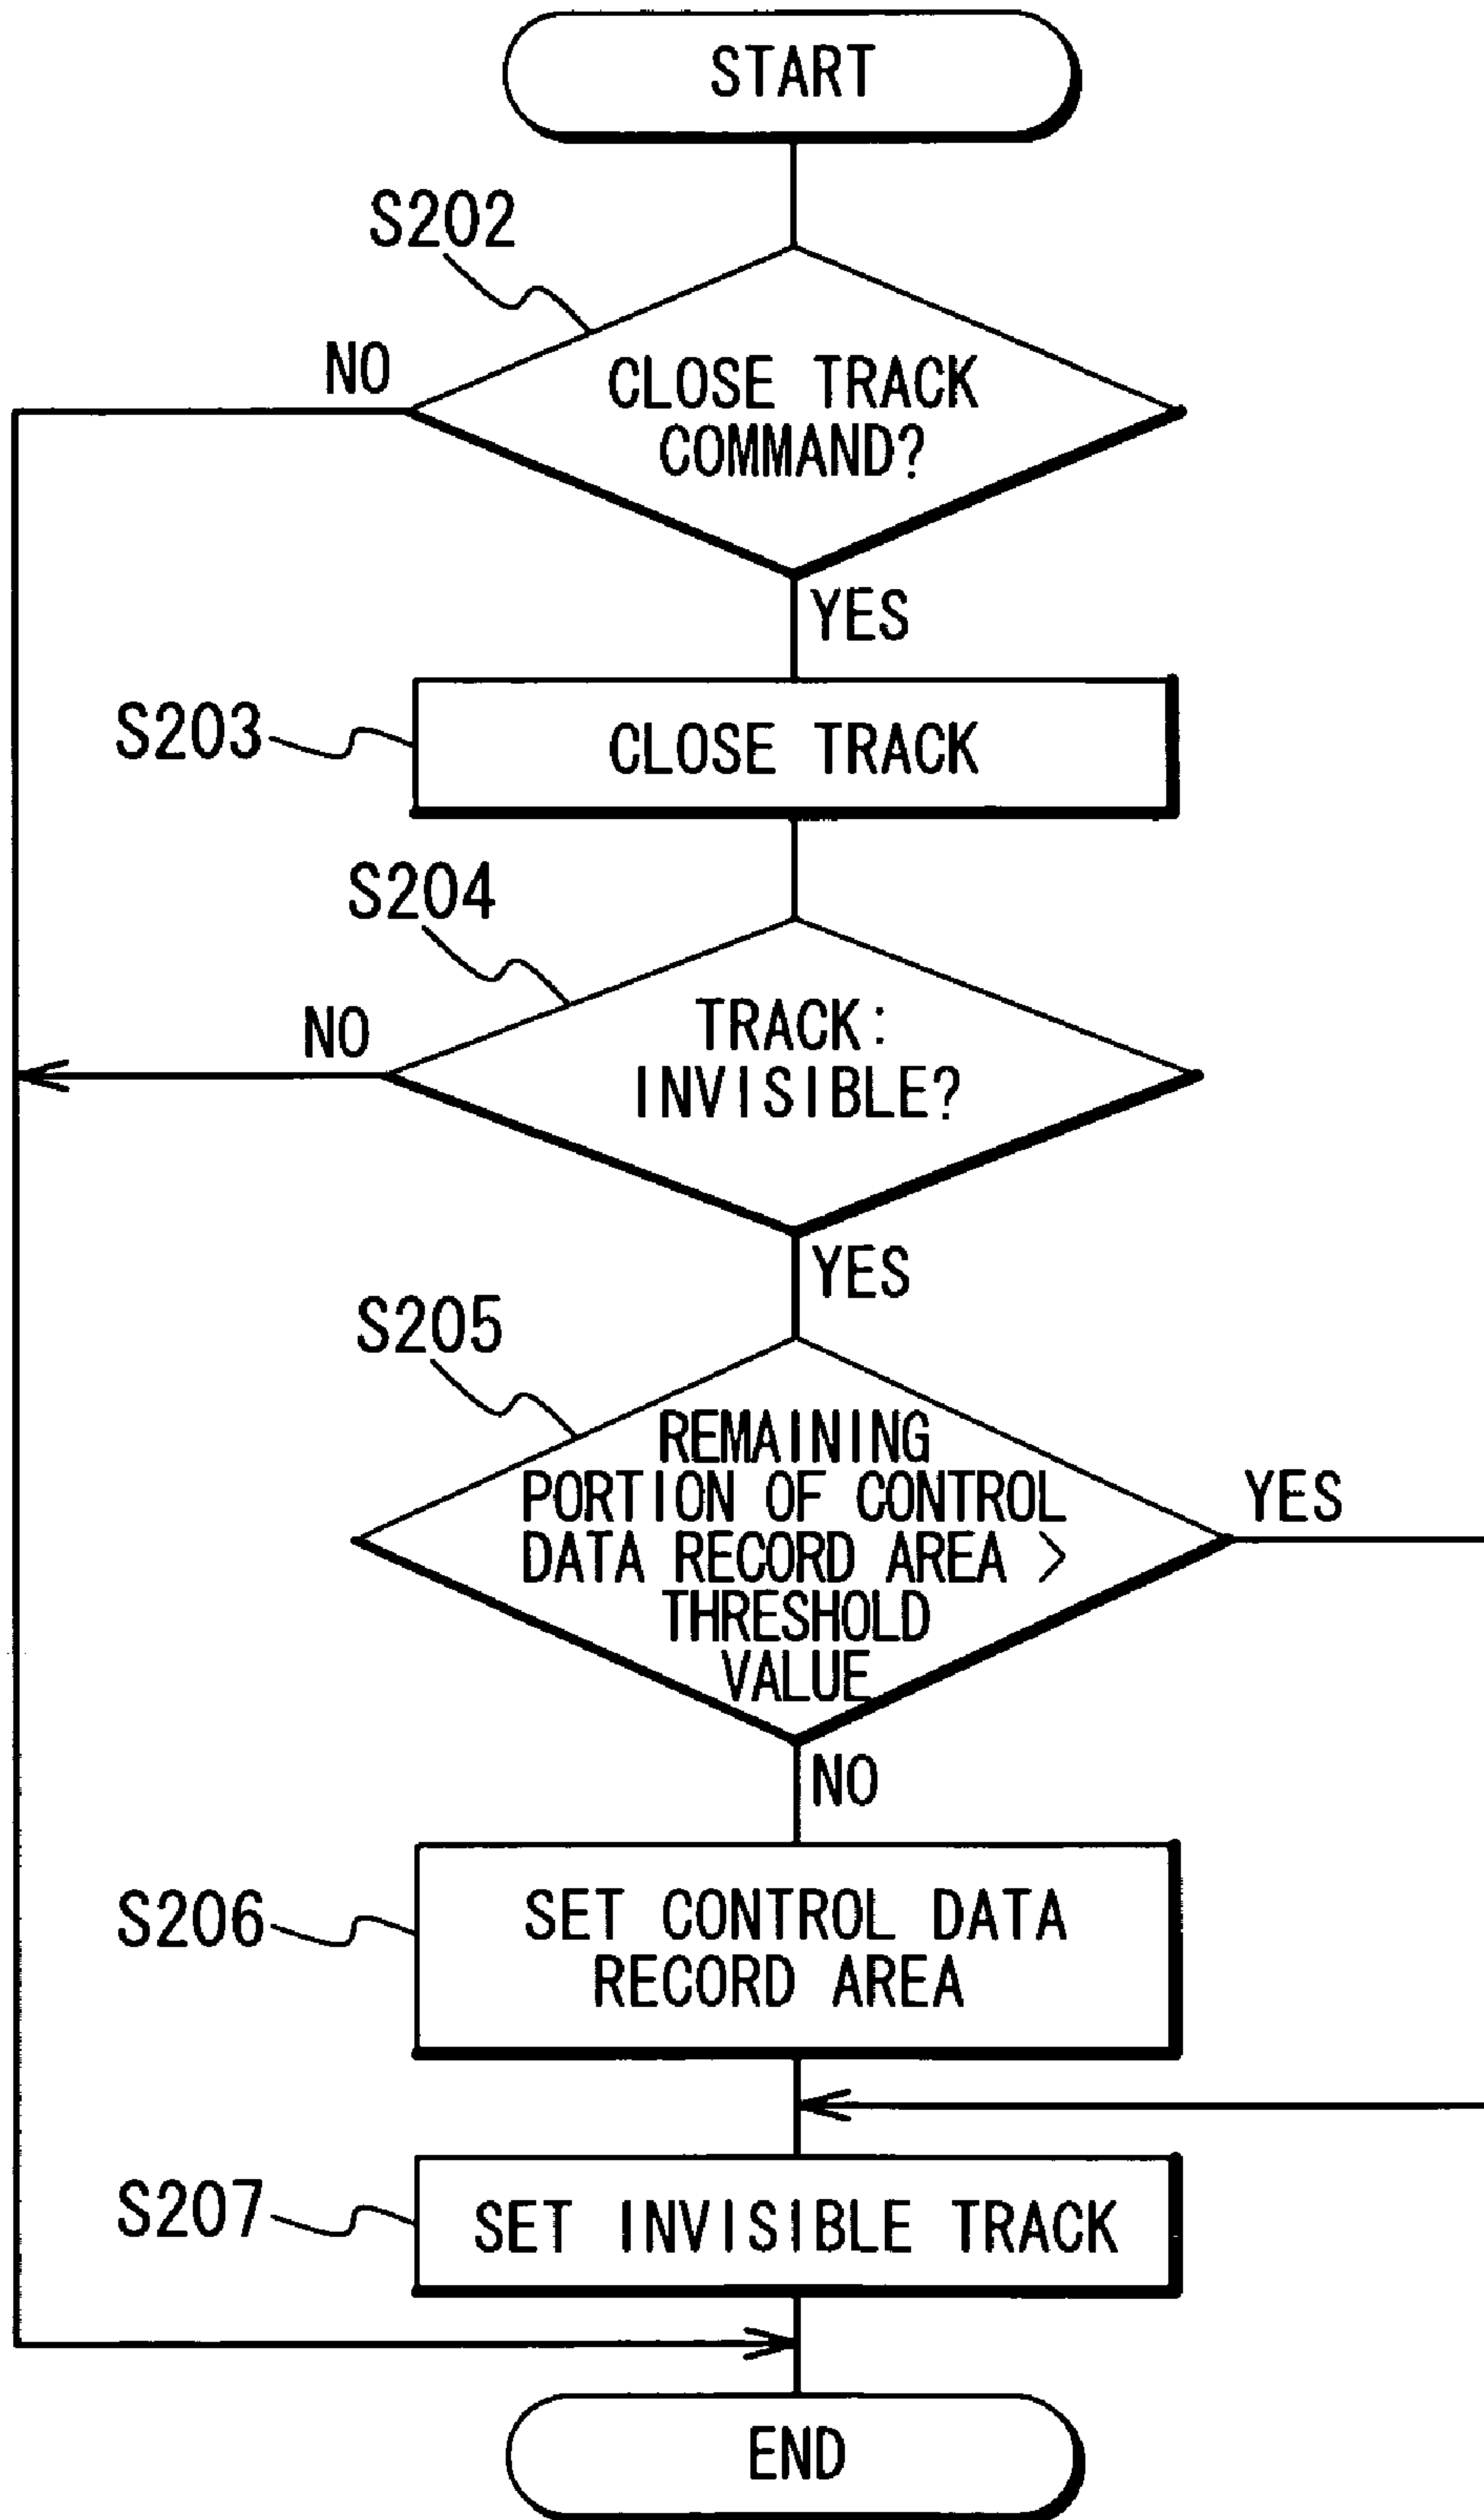 START
S202
NO
CLOSE TRACK
COMMAND?
YES
S203
CLOSE TRACK
S204
NO
TRACK:
INVISIBLE?
YES
S205
REMAINING
PORTION OF CONTROL
DATA RECORD AREA >
THRESHOLD
VALUE
YES
NO
S206
SET CONTROL DATA
RECORD AREA
S207
SET INVISIBLE TRACK
END